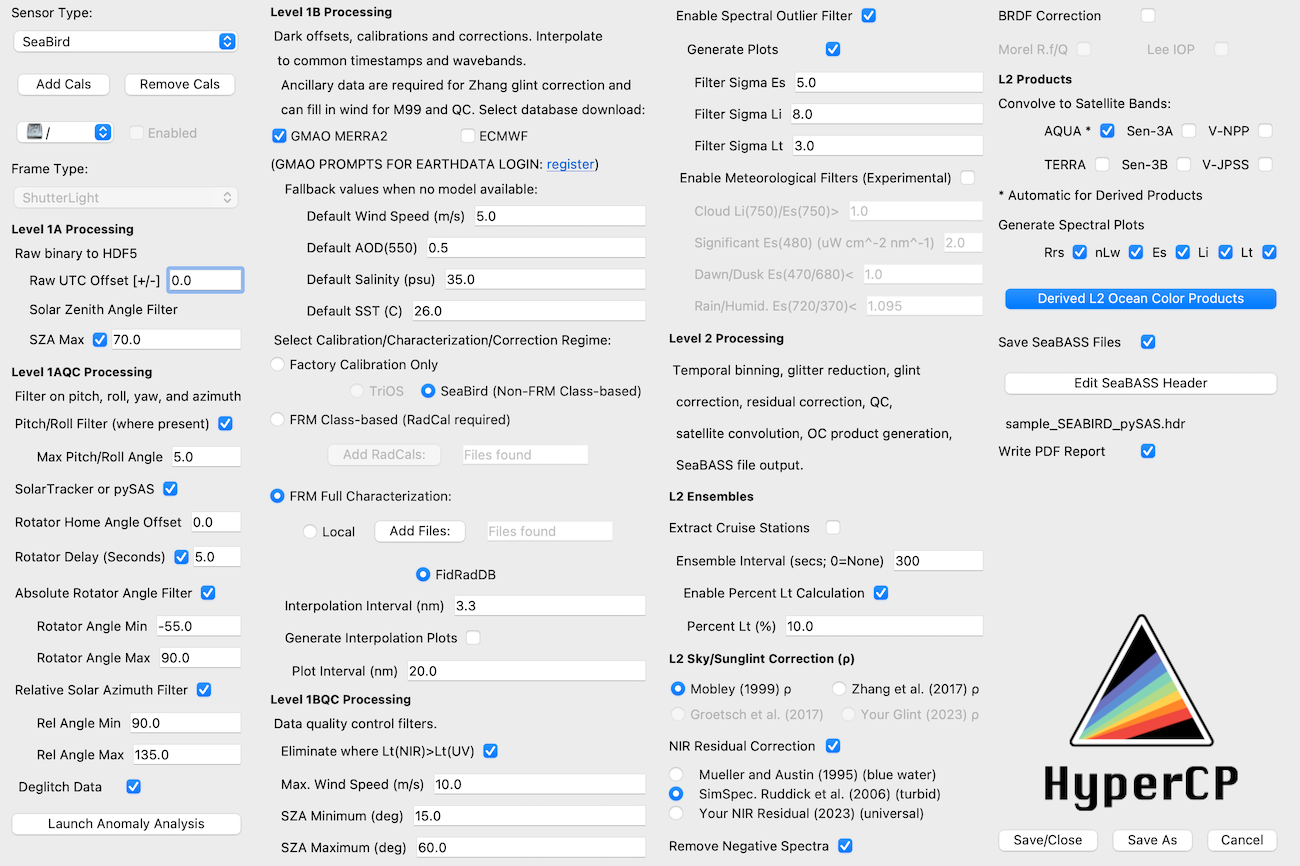 Sensor Type:
SeaBird
Add Cals
Remove Cals
/
Enabled
Frame Type:
ShutterLight
Level 1A Processing
Raw binary to HDF5
Raw UTC Offset [+/-] 0.0
Solar Zenith Angle Filter
SZA Max 70.0
Level 1AQC Processing
Filter on pitch, roll, yaw, and azimuth
Pitch/Roll Filter (where present)
Max Pitch/Roll Angle 5.0
SolarTracker or pySAS
Rotator Home Angle Offset 0.0
Rotator Delay (Seconds) 5.0
Absolute Rotator Angle Filter
Rotator Angle Min -55.0
Rotator Angle Max 90.0
Relative Solar Azimuth Filter
Rel Angle Min 90.0
Rel Angle Max 135.0
Deglitch Data
Launch Anomaly Analysis
Level 1B Processing
Dark offsets, calibrations and corrections. Interpolate
to common timestamps and wavebands.
Ancillary data are required for Zhang glint correction and
can fill in wind for M99 and QC. Select database download:
GMAO MERRA2 ECMWF
(GMAO PROMPTS FOR EARTHDATA LOGIN: register)
Fallback values when no model available:
Default Wind Speed (m/s) 5.0
Default AOD(550) 0.5
Default Salinity (psu) 35.0
Default SST (C) 26.0
Select Calibration/Characterization/Correction Regime:
Factory Calibration Only
TriOS SeaBird (Non-FRM Class-based)
FRM Class-based (RadCal required)
Add RadCals: Files found
FRM Full Characterization:
Local Add Files: Files found
FidRadDB
Interpolation Interval (nm) 3.3
Generate Interpolation Plots
Plot Interval (nm) 20.0
Level 1BQC Processing
Data quality control filters.
Eliminate where Lt(NIR)>Lt(UV)
Max. Wind Speed (m/s) 10.0
SZA Minimum (deg) 15.0
SZA Maximum (deg) 60.0
Enable Spectral Outlier Filter
Generate Plots
Filter Sigma Es 5.0
Filter Sigma Li 8.0
Filter Sigma Lt 3.0
Enable Meteorological Filters (Experimental)
Cloud Li(750)/Es(750)> 1.0
Significant Es(480) (uW cm^-2 nm^-1) 2.0
Dawn/Dusk Es(470/680)< 1.0
Rain/Humid. Es(720/370)< 1.095
Level 2 Processing
Temporal binning, glitter reduction, glint
correction, residual correction, QC,
satellite convolution, OC product generation,
SeaBASS file output.
L2 Ensembles
Extract Cruise Stations
Ensemble Interval (secs; 0=None) 300
Enable Percent Lt Calculation
Percent Lt (%) 10.0
L2 Sky/Sunglint Correction (ρ)
Mobley (1999) ρ Zhang et al. (2017) ρ
Groetsch et al. (2017) Your Glint (2023) ρ
NIR Residual Correction
Mueller and Austin (1995) (blue water)
SimSpec. Ruddick et al. (2006) (turbid)
Your NIR Residual (2023) (universal)
Remove Negative Spectra
BRDF Correction
Morel R.f/Q Lee IOP
L2 Products
Convolve to Satellite Bands:
AQUA * Sen-3A V-NPP
TERRA Sen-3B V-JPSS
* Automatic for Derived Products
Generate Spectral Plots
Rrs nLw Es Li Lt
Derived L2 Ocean Color Products
Save SeaBASS Files
Edit SeaBASS Header
sample_SEABIRD_pySAS.hdr
Write PDF Report
HyperCP
Save/Close Save As Cancel